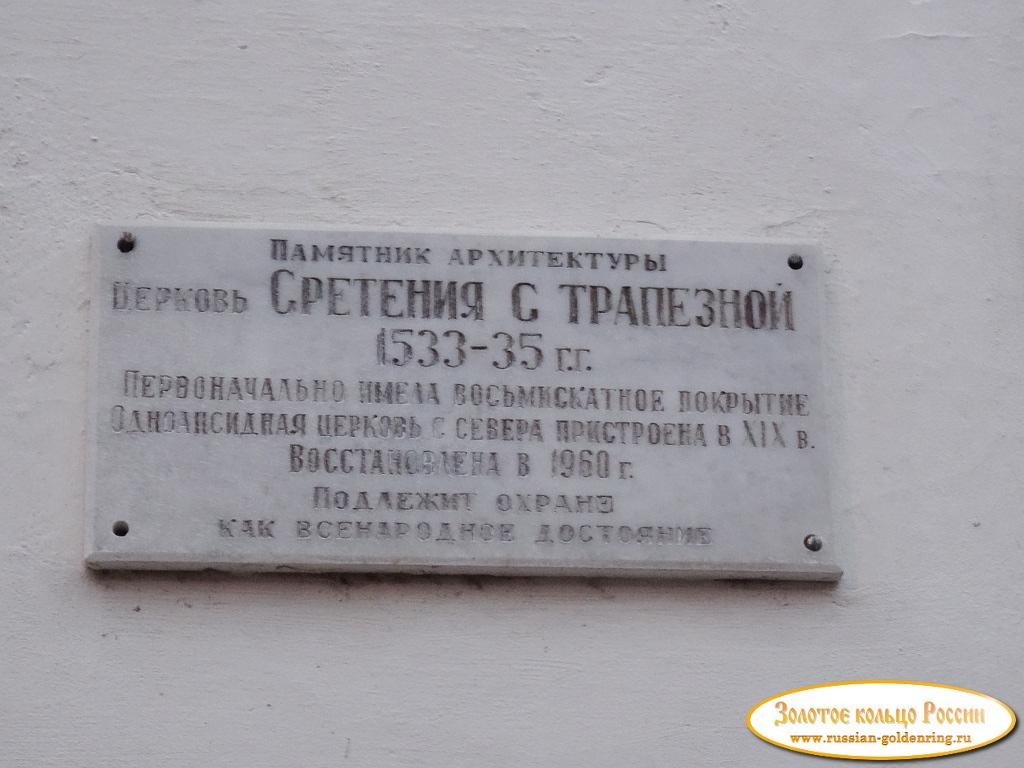 ПАМЯТНИК АРХИТЕКТУРЫ
ЦЕРКОВЬ СРЕТЕНИЯ С ТРАПЕЗНОЙ
1533-35 г.г.
ПЕРВОНАЧАЛЬНО ИМЕЛА ВОСЬМИСКАТНОЕ ПОКРЫТИЕ
ОДНОАПСИДНАЯ ЦЕРКОВЬ С СЕВЕРА ПРИСТРОЕНА В XIX в.
ВОССТАНОВЛЕНА В 1960 г.
ПОДЛЕЖИТ ОХРАНЕ
КАК ВСЕНАРОДНОЕ ДОСТОЯНИЕ
Золотое кольцо России
www.russian-goldenring.ru